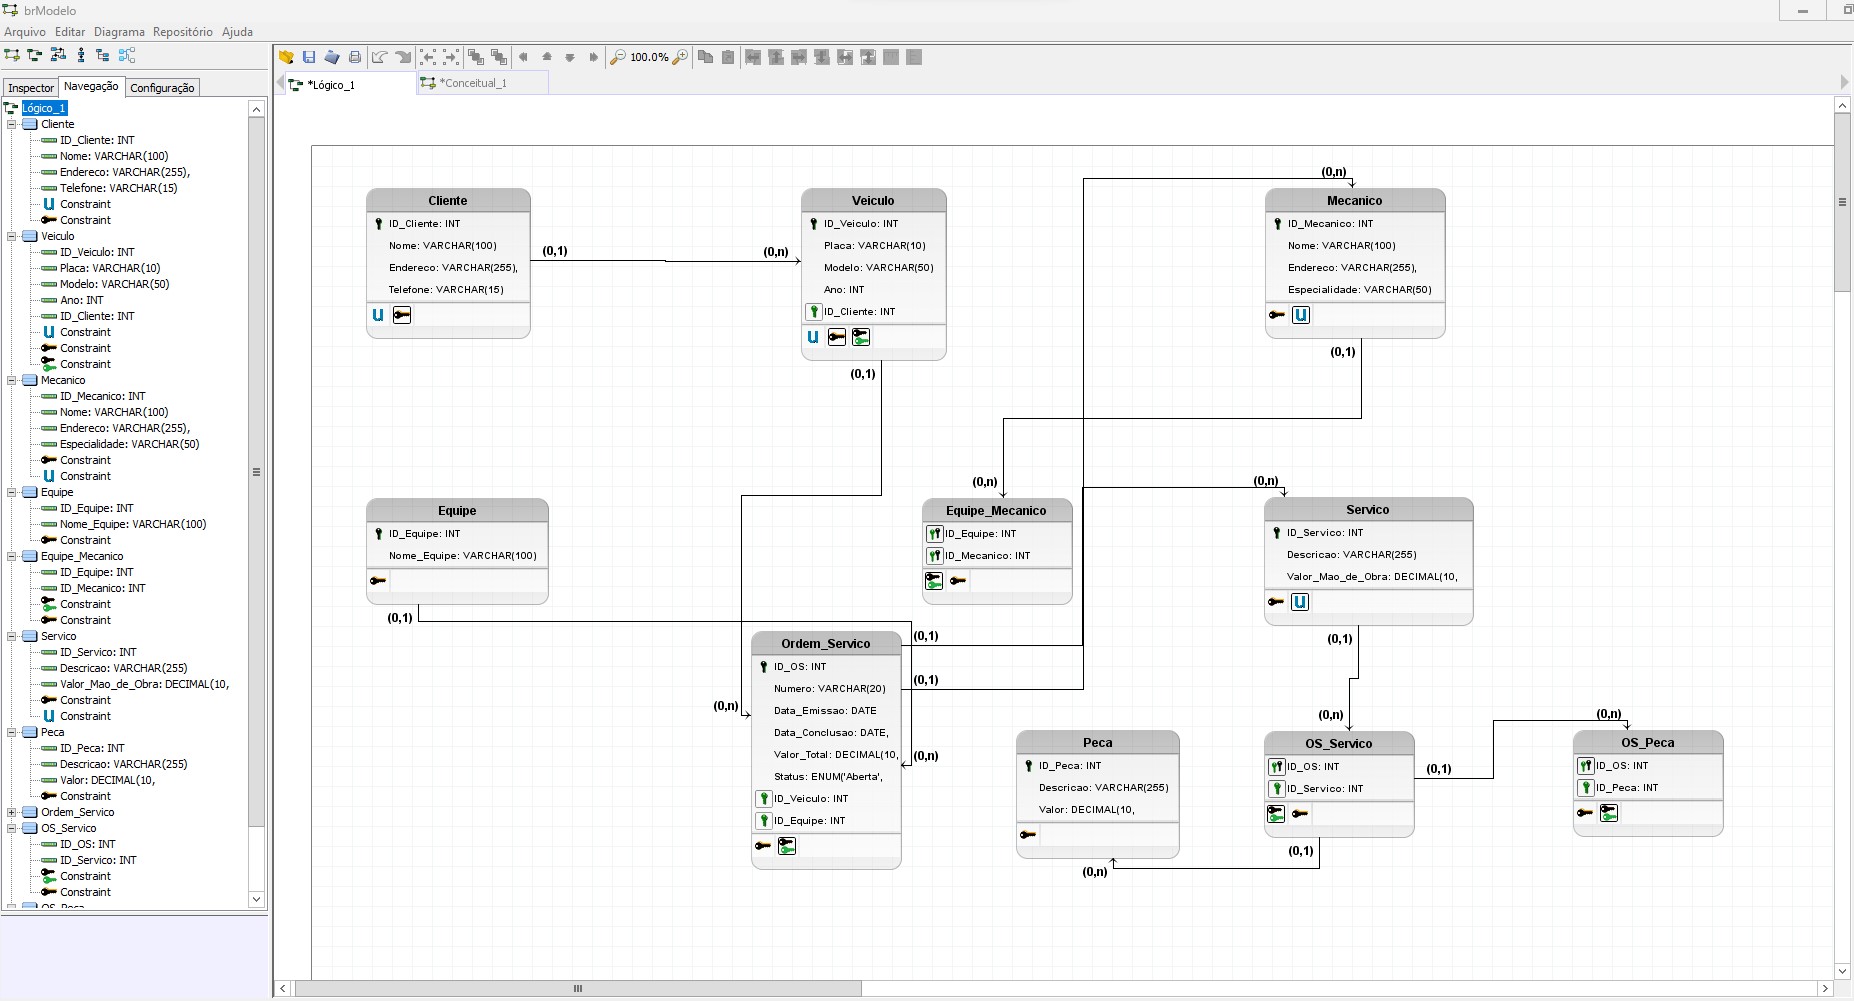 brModelo
Arquivo Editar Diagrama Repositório Ajuda
100.0%
Inspector Navegação Configuração
*Lógico_1
*Conceitual_1
Lógico_1
Cliente
ID_Cliente: INT
Nome: VARCHAR(100)
Endereco: VARCHAR(255),
Telefone: VARCHAR(15)
Constraint
Constraint
Veiculo
ID_Veiculo: INT
Placa: VARCHAR(10)
Modelo: VARCHAR(50)
Ano: INT
ID_Cliente: INT
Constraint
Constraint
Constraint
Mecanico
ID_Mecanico: INT
Nome: VARCHAR(100)
Endereco: VARCHAR(255),
Especialidade: VARCHAR(50)
Constraint
Constraint
Equipe
ID_Equipe: INT
Nome_Equipe: VARCHAR(100)
Constraint
Equipe_Mecanico
ID_Equipe: INT
ID_Mecanico: INT
Constraint
Constraint
Servico
ID_Servico: INT
Descricao: VARCHAR(255)
Valor_Mao_de_Obra: DECIMAL(10,
Constraint
Constraint
Peca
ID_Peca: INT
Descricao: VARCHAR(255)
Valor: DECIMAL(10,
Constraint
Ordem_Servico
OS_Servico
ID_OS: INT
ID_Servico: INT
Constraint
Constraint
OS_Peca
Cliente
ID_Cliente: INT
Nome: VARCHAR(100)
Endereco: VARCHAR(255),
Telefone: VARCHAR(15)
U
(0,1)
(0,n)
Veiculo
ID_Veiculo: INT
Placa: VARCHAR(10)
Modelo: VARCHAR(50)
Ano: INT
ID_Cliente: INT
U
(0,1)
(0,n)
Mecanico
ID_Mecanico: INT
Nome: VARCHAR(100)
Endereco: VARCHAR(255),
Especialidade: VARCHAR(50)
U
(0,1)
Equipe
ID_Equipe: INT
Nome_Equipe: VARCHAR(100)
(0,1)
(0,n)
Equipe_Mecanico
ID_Equipe: INT
ID_Mecanico: INT
(0,n)
Servico
ID_Servico: INT
Descricao: VARCHAR(255)
Valor_Mao_de_Obra: DECIMAL(10,
U
(0,1)
(0,1)
Ordem_Servico
ID_OS: INT
Numero: VARCHAR(20)
(0,1)
Data_Emissao: DATE
(0,n)
Data_Conclusao: DATE,
Valor_Total: DECIMAL(10,
(0,n)
Status: ENUM('Aberta',
ID_Veiculo: INT
ID_Equipe: INT
Peca
ID_Peca: INT
Descricao: VARCHAR(255)
Valor: DECIMAL(10,
(0,n)
(0,n)
OS_Servico
ID_OS: INT
ID_Servico: INT
(0,1)
(0,1)
(0,n)
OS_Peca
ID_OS: INT
ID_Peca: INT